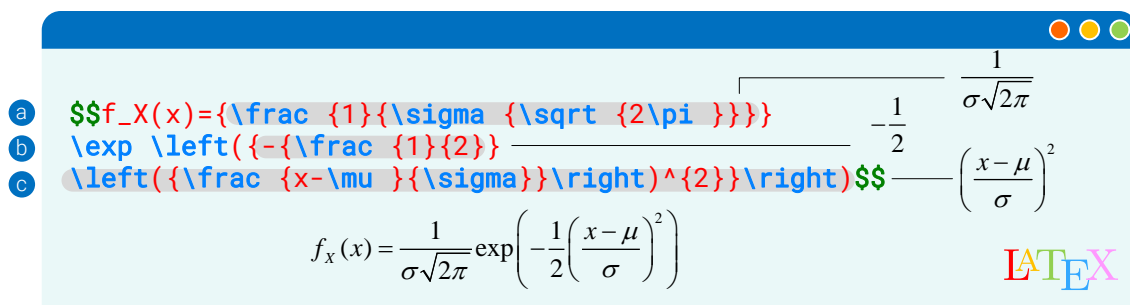 a $$f_X(x)={\frac {1}{\sigma {\sqrt {2\pi }}}} 1/(σ√2π)
b \exp \left({-{\frac {1}{2}} −1/2
c \left({\frac {x-\mu }{\sigma}}\right)^{2}}\right)$$ ((x − μ)/σ)²
f_X(x) = 1/(σ√2π) exp(−1/2 ((x − μ)/σ)²)
LATEX